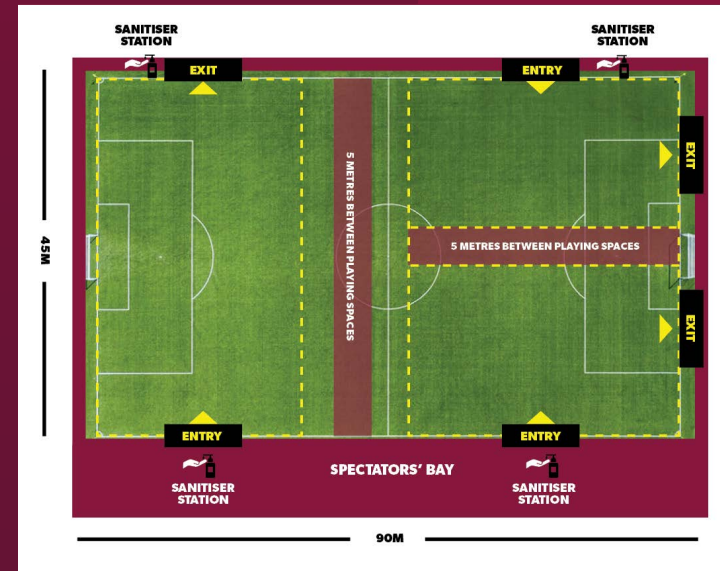 SANITISER
STATION
SANITISER
STATION
EXIT
ENTRY
EXIT
5 METRES BETWEEN PLAYING SPACES
5 METRES BETWEEN PLAYING SPACES
45M
EXIT
ENTRY
ENTRY
SPECTATORS' BAY
SANITISER
STATION
SANITISER
STATION
90M